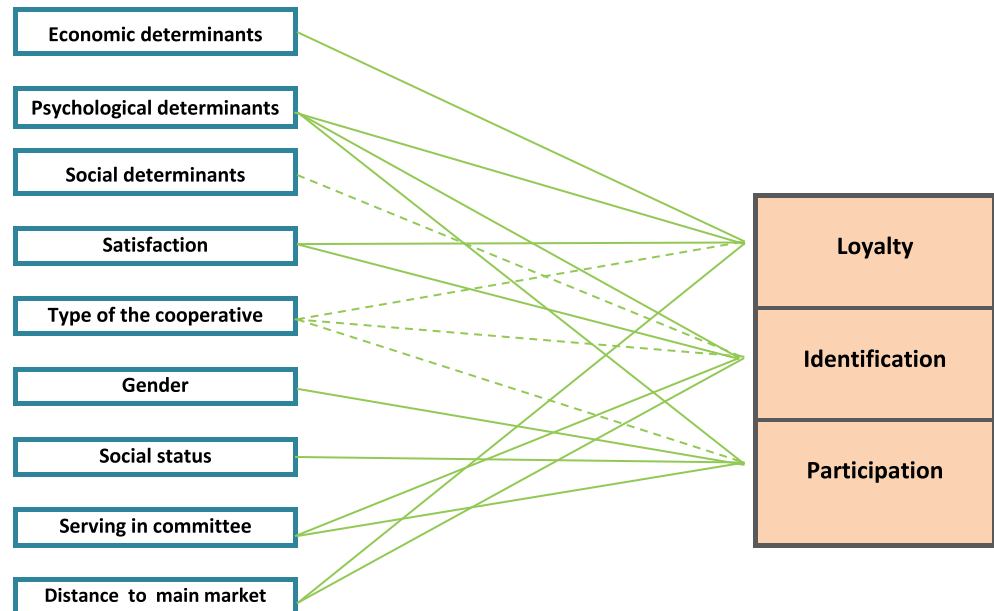 Economic determinants
Psychological determinants
Social determinants
Satisfaction
Type of the cooperative
Gender
Social status
Serving in committee
Distance to main market
Loyalty
Identification
Participation